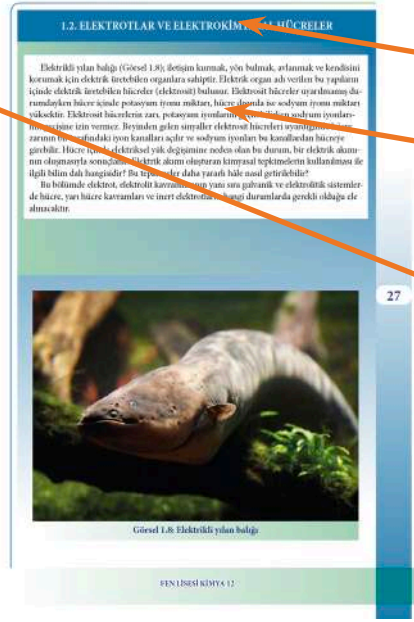 1.2. ELEKTROTLAR VE ELEKTROKİMYASAL HÜCRELER
Elektrikli yılan balığı (Görsel 1.8); iletişim kurmak, yön bulmak, avlanmak ve kendisini
korumak için elektrik üretebilen organlara sahiptir. Elektrik organı adı verilen bu yapıların
içinde elektrik üretebilen hücreler (elektrosit) bulunur. Elektrosit hücreler uyarılmamış du-
rumdayken hücre içinde potasyum iyonu miktarı, hücre dışında ise sodyum iyonu miktarı
yüksektir. Elektrosit hücrelerin zarı, potasyum iyonlarını sodyum iyonları-
izin vermez. Beyinden gelen sinyaller elektrosit hücreleri
zarının bir tarafındaki iyon kanalları açılır ve sodyum iyonları bu kanallardan hücreye
girebilir. Hücre içinde elektriksel yük değişimine neden olan bu durum, bir elektrik akımı-
nın oluşmasıyla sonuçlanır. Elektrik akımı oluşturan kimyasal tepkimelerin kullanılması ile
ilgili bilim dalı hangisidir? Bu tepkimeler daha yararlı hâle nasıl getirilebilir?
Bu bölümde elektrot, elektrolit kavramlarının yanı sıra galvanik ve elektrolitik sistemler-
de hücre, yarı hücre kavramları ve inert elektrotların hangi durumlarda gerekli olduğu ele
alınacaktır.
27
Görsel 1.8: Elektrikli yılan balığı
FEN LİSESİ KİMYA 12